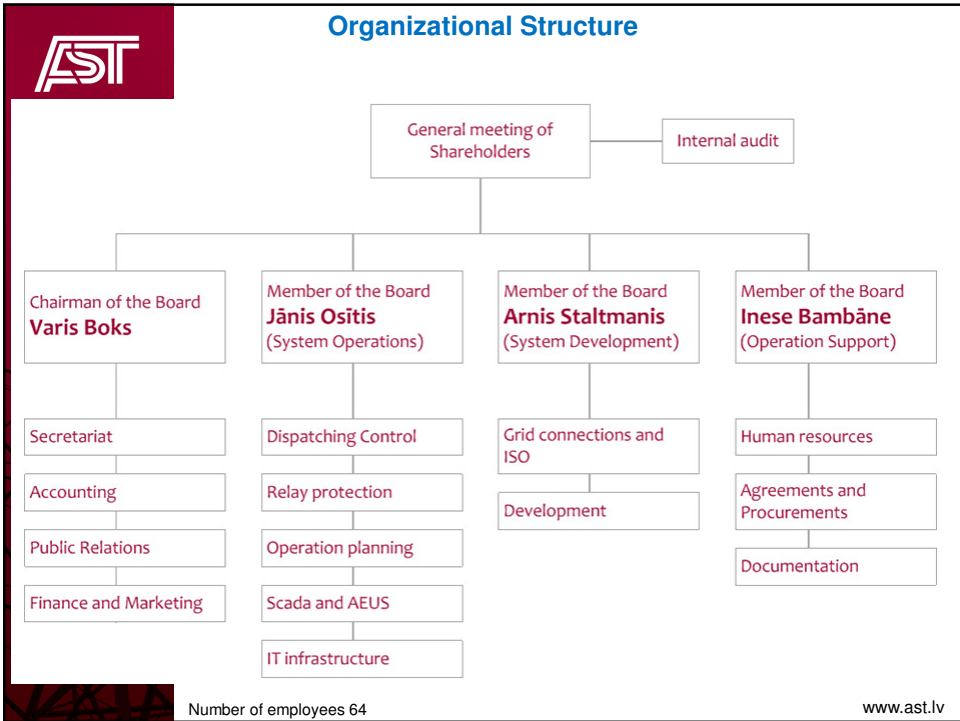 Organizational Structure
AST
General meeting of
Shareholders
Internal audit
Chairman of the Board
Varis Boks
Member of the Board
Jānis Osītis
(System Operations)
Member of the Board
Arnis Staltmanis
(System Development)
Member of the Board
Inese Bambāne
(Operation Support)
Secretariat
Accounting
Public Relations
Finance and Marketing
Dispatching Control
Relay protection
Operation planning
Scada and AEUS
IT infrastructure
Grid connections and
ISO
Development
Human resources
Agreements and
Procurements
Documentation
Number of employees 64
www.ast.lv